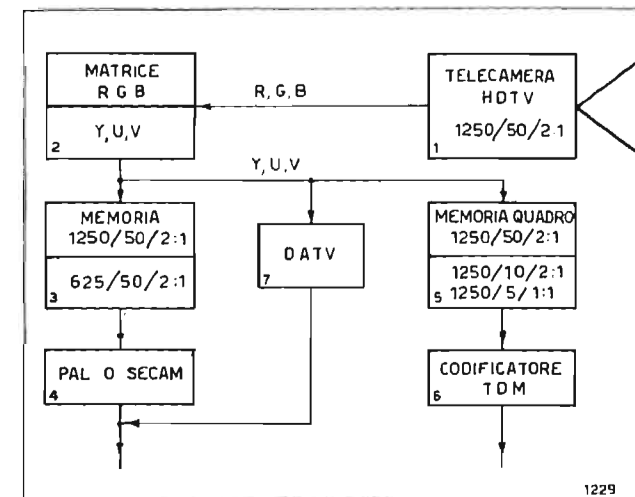 MATRICE
R G B
Y,U,V
2
R,G,B
TELECAMERA
HDTV
1250/50/2:1
1
Y,U,V
MEMORIA
1250/50/2:1
625/50/2:1
3
DATV
7
MEMORIA QUADRO
1250/50/2:1
1250/10/2:1
1250/5/1:1
5
PAL O SECAM
4
CODIFICATORE
TDM
6
1229